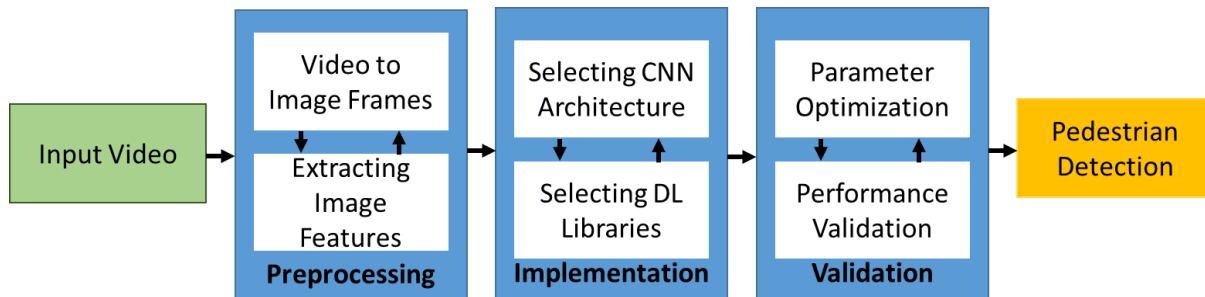 Input Video
Video to
Image Frames
Extracting
Image
Features
Preprocessing
Selecting CNN
Architecture
Selecting DL
Libraries
Implementation
Parameter
Optimization
Performance
Validation
Validation
Pedestrian
Detection